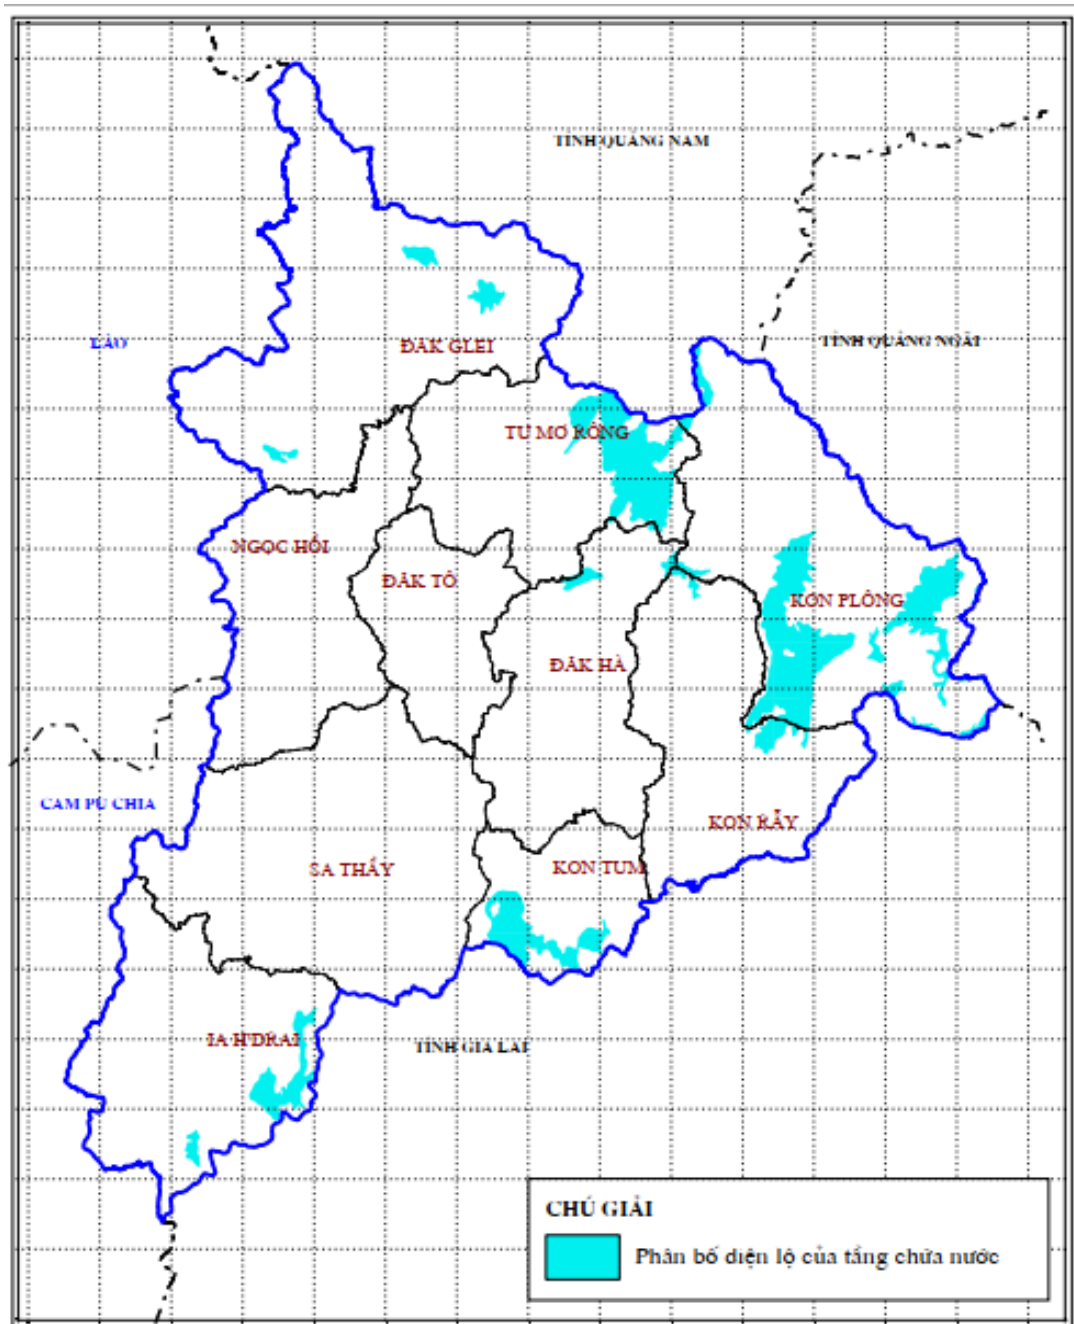 TỈNH QUẢNG NAM
LÀO
ĐĂK GLEI
TỈNH QUẢNG NGÃI
TU MƠ RÔNG
NGỌC HỒI
ĐĂK TÔ
KON PLÔNG
ĐĂK HÀ
CAM PU CHIA
KON RẪY
SA THẦY
KON TUM
IA H'DRAI
TỈNH GIA LAI
CHÚ GIẢI
Phân bố diện lộ của tầng chứa nước